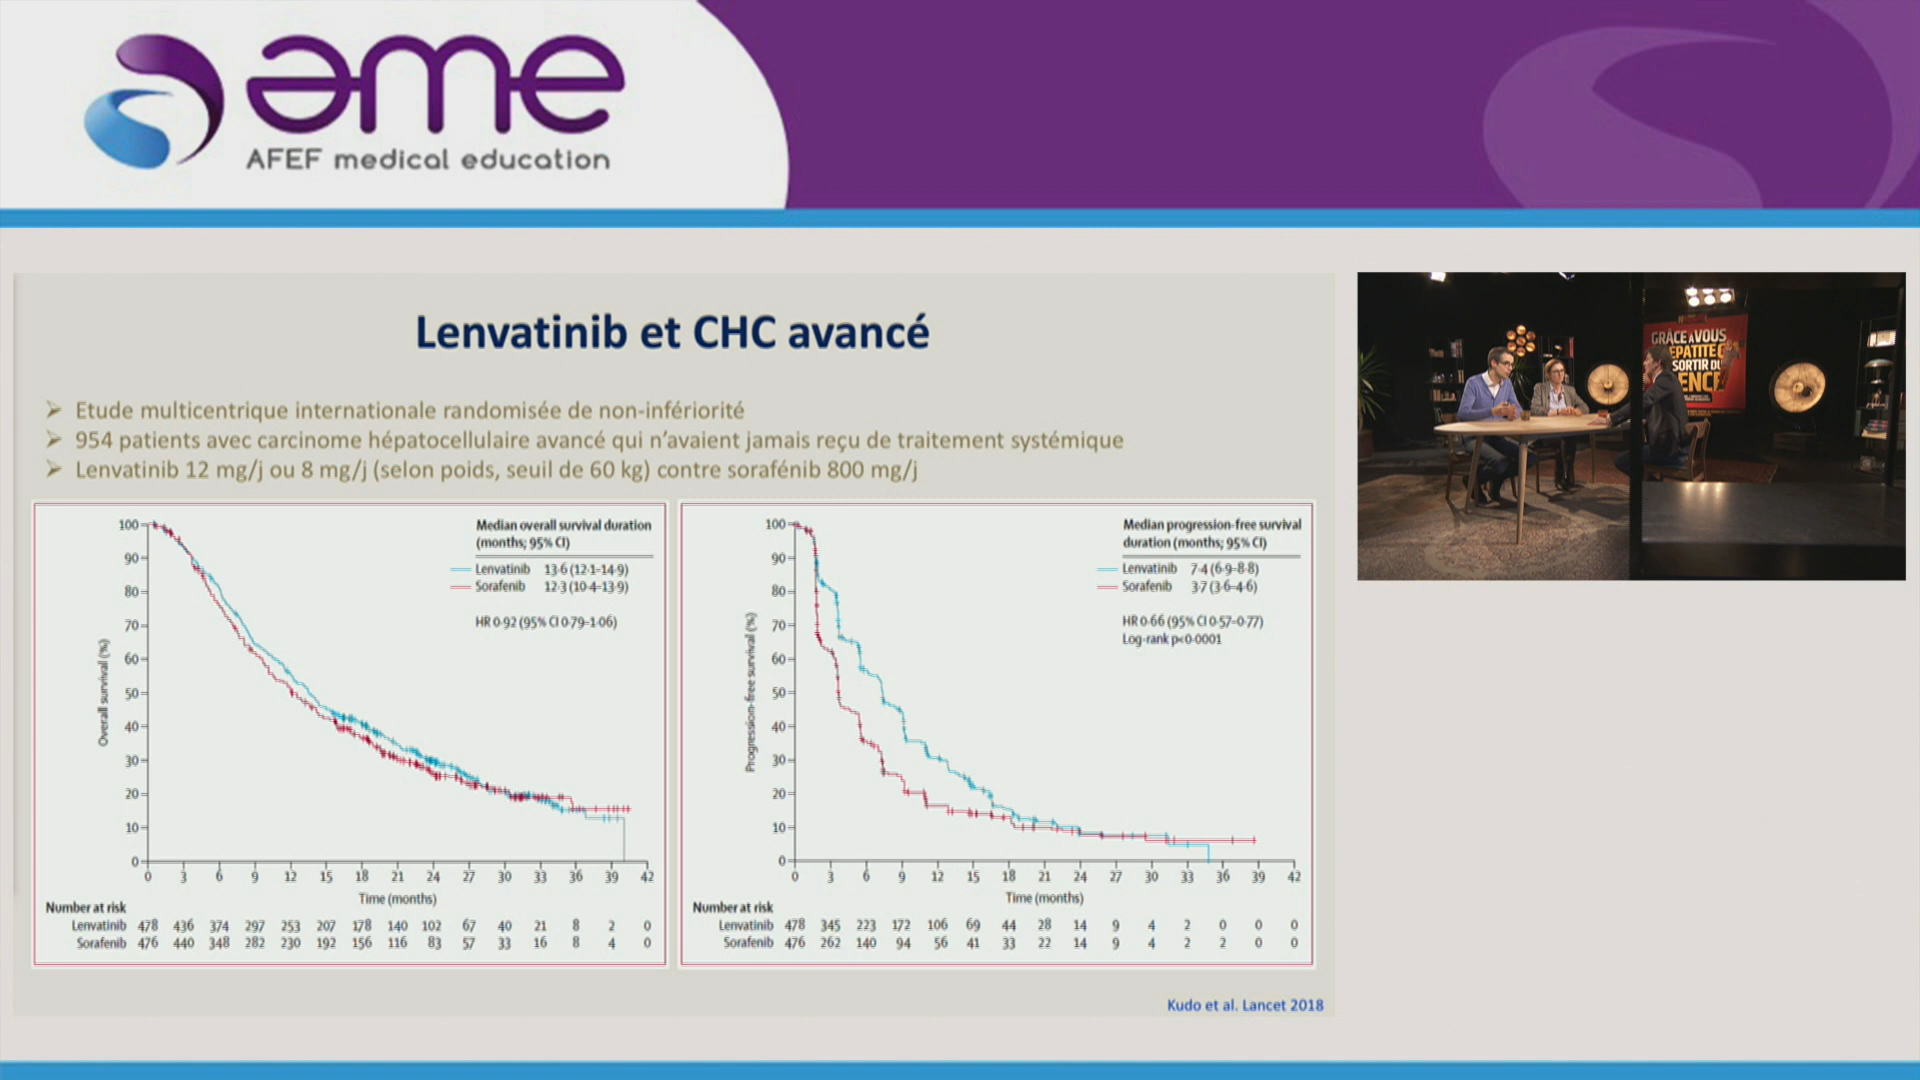 ame
AFEF medical education
Lenvatinib et CHC avancé
➢ Etude multicentrique internationale randomisée de non-infériorité
➢ 954 patients avec carcinome hépatocellulaire avancé qui n'avaient jamais reçu de traitement systémique
➢ Lenvatinib 12 mg/j ou 8 mg/j (selon poids, seuil de 60 kg) contre sorafénib 800 mg/j
Median overall survival duration
(months; 95% CI)
Lenvatinib 13·6 (12·1–14·9)
Sorafenib 12·3 (10·4–13·9)
HR 0·92 (95% CI 0·79–1·06)
Overall survival (%)
100
90
80
70
60
50
40
30
20
10
0
0 3 6 9 12 15 18 21 24 27 30 33 36 39 42
Time (months)
Number at risk
Lenvatinib 478 436 374 297 253 207 178 140 102 67 40 21 8 2 0
Sorafenib 476 440 348 282 230 192 156 116 83 57 33 16 8 4 0
Median progression-free survival
duration (months; 95% CI)
Lenvatinib 7·4 (6·9–8·8)
Sorafenib 3·7 (3·6–4·6)
HR 0·66 (95% CI 0·57–0·77)
Log-rank p<0·0001
Progression-free survival (%)
100
90
80
70
60
50
40
30
20
10
0
0 3 6 9 12 15 18 21 24 27 30 33 36 39 42
Time (months)
Number at risk
Lenvatinib 478 345 223 172 106 69 44 28 14 9 4 2 0 0 0
Sorafenib 476 262 140 94 56 41 33 22 14 9 4 2 2 0 0
Kudo et al. Lancet 2018
GRÂCE À VOUS
EPATITE C
SORTIR DU
ENCE